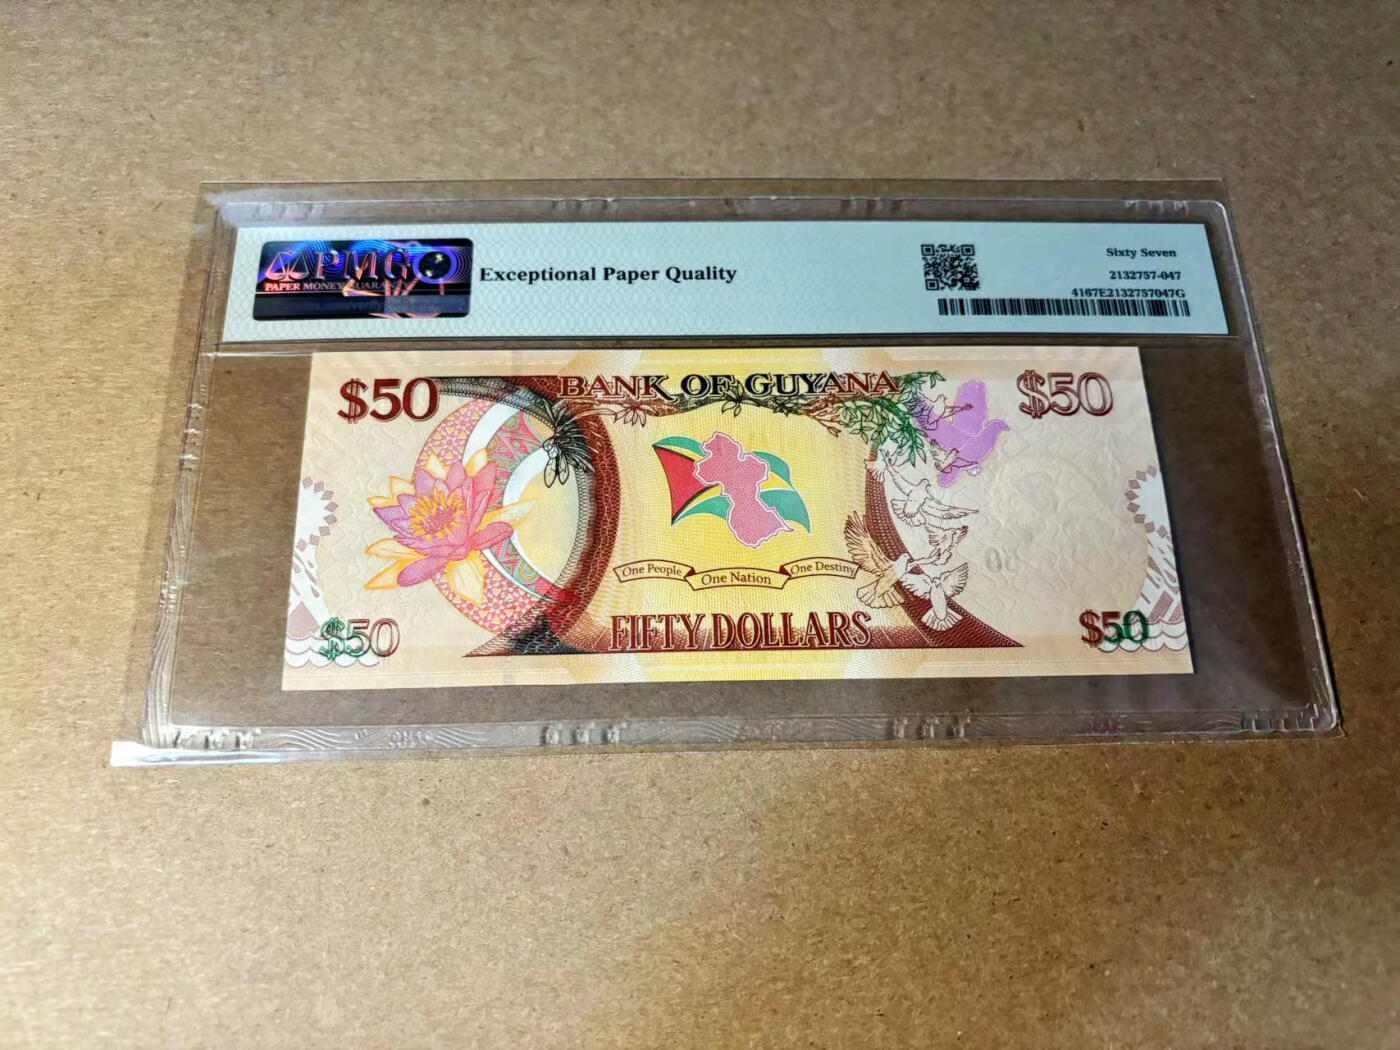 PMG
PAPER MONEY GUARANTY
Exceptional Paper Quality
Sixty Seven
2132757-047
4167E2132757047G
$50
BANK OF GUYANA
$50
One People
One Nation
One Destiny
50
$50
FIFTY DOLLARS
$50